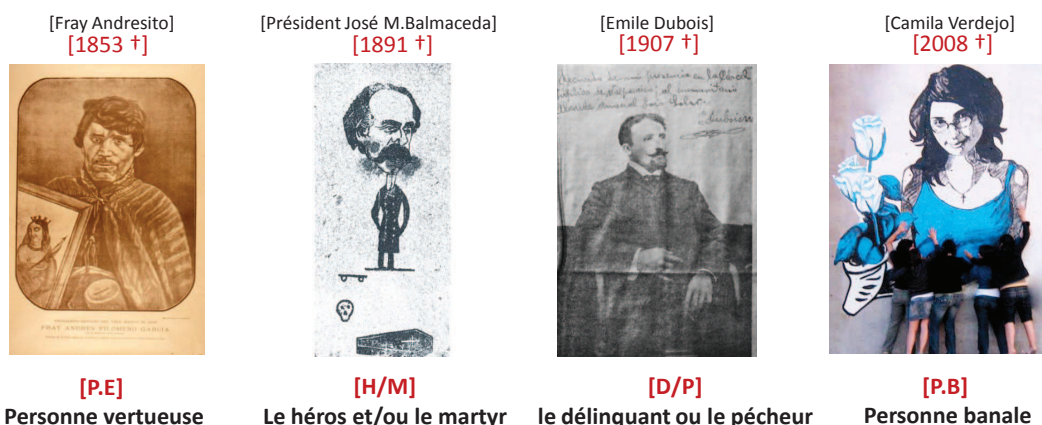 [Fray Andresito]
[1853 †]
[Président José M.Balmaceda]
[1891 †]
[Emile Dubois]
[1907 †]
[Camila Verdejo]
[2008 †]
FRAY ANDRES FILOMENO GARCIA
[P.E]
Personne vertueuse
[H/M]
Le héros et/ou le martyr
[D/P]
le délinquant ou le pécheur
[P.B]
Personne banale